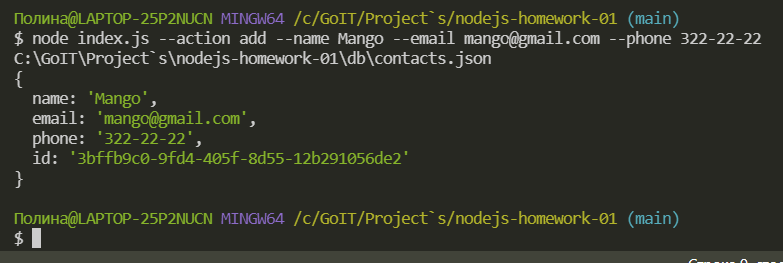 Полина@LAPTOP-25P2NUCN MINGW64 /c/GoIT/Project`s/nodejs-homework-01 (main)
$ node index.js --action add --name Mango --email mango@gmail.com --phone 322-22-22
C:\GoIT\Project`s\nodejs-homework-01\db\contacts.json
{
  name: 'Mango',
  email: 'mango@gmail.com',
  phone: '322-22-22',
  id: '3bffb9c0-9fd4-405f-8d55-12b291056de2'
}
Полина@LAPTOP-25P2NUCN MINGW64 /c/GoIT/Project`s/nodejs-homework-01 (main)
$